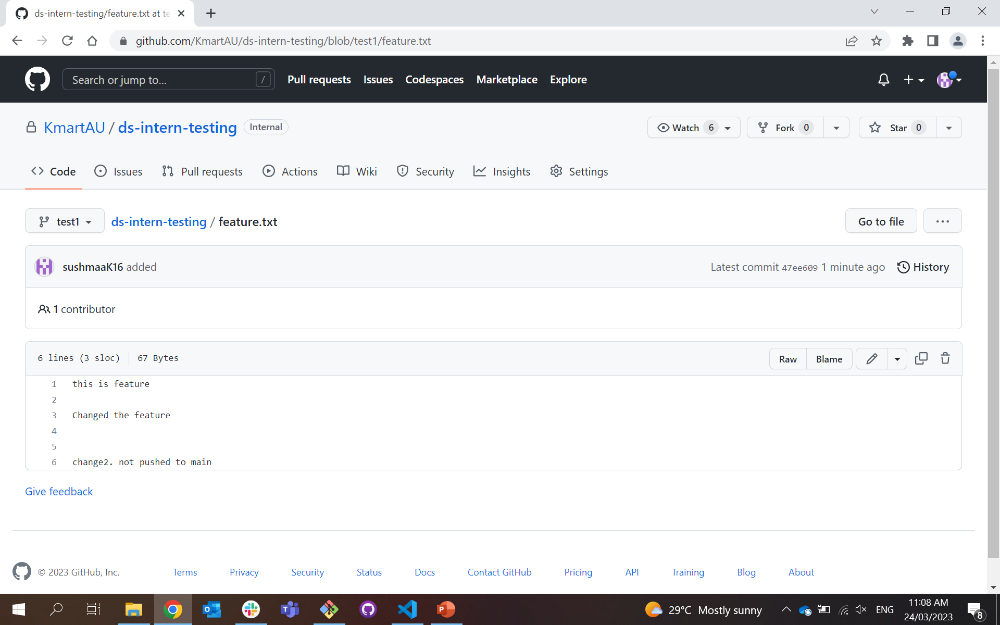 ds-intern-testing/feature.txt at te
github.com/KmartAU/ds-intern-testing/blob/test1/feature.txt
Search or jump to... /
Pull requests Issues Codespaces Marketplace Explore
KmartAU / ds-intern-testing Internal
Watch 6 Fork 0 Star 0
Code Issues Pull requests Actions Wiki Security Insights Settings
test1 ds-intern-testing / feature.txt Go to file
sushmaaK16 added Latest commit 47ee609 1 minute ago History
1 contributor
6 lines (3 sloc) 67 Bytes Raw Blame
1 this is feature
2
3 Changed the feature
4
5
6 change2. not pushed to main
Give feedback
© 2023 GitHub, Inc. Terms Privacy Security Status Docs Contact GitHub Pricing API Training Blog About
29°C Mostly sunny ENG 11:08 AM
24/03/2023 8